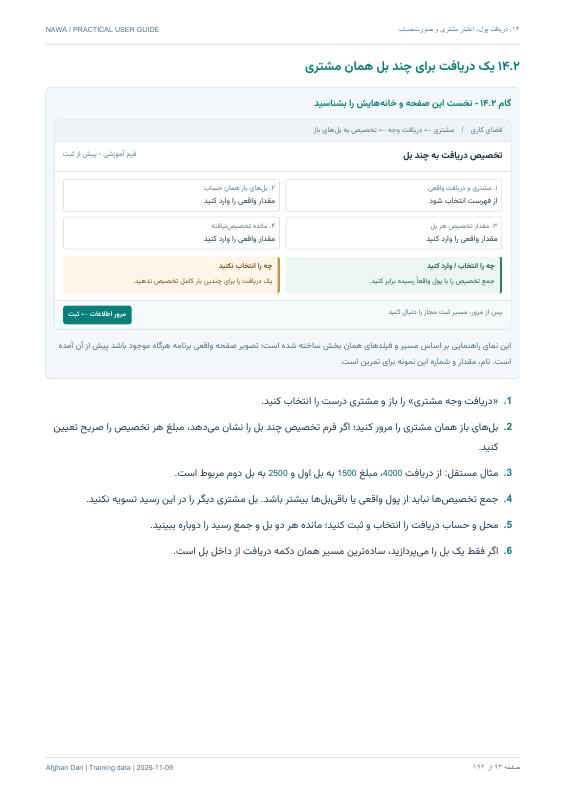 ۱۴. دریافت پول، اعتبار مشتری و صورت‌حساب
NAWA / PRACTICAL USER GUIDE
۱۴.۲ یک دریافت برای چند بل همان مشتری
گام ۱۴.۲ - نخست این صفحه و خانه‌هایش را بشناسید
فضای کاری / مشتری ← دریافت وجه ← تخصیص به بل‌های باز
تخصیص دریافت به چند بل
فرم آموزشی - پیش از ثبت
۱. مشتری و دریافت واقعی
از فهرست انتخاب شود
۲. بل‌های باز همان حساب
مقدار واقعی را وارد کنید
۳. مقدار تخصیص هر بل
مقدار واقعی را وارد کنید
۴. مانده تخصیص‌نیافته
مقدار واقعی را وارد کنید
چه را انتخاب / وارد کنید
جمع تخصیص را با پول واقعاً رسیده برابر کنید.
چه را انتخاب نکنید
یک دریافت را برای چندین بار کامل تخصیص ندهید.
پس از مرور، مسیر ثبت مجاز را دنبال کنید
مرور اطلاعات ← ثبت
این نمای راهنمایی بر اساس مسیر و فیلدهای همان بخش ساخته شده است؛ تصویر صفحه واقعی برنامه هرگاه موجود باشد پیش از آن آمده
است. نام، مقدار و شماره این نمونه برای تمرین است.
1. «دریافت وجه مشتری» را باز و مشتری درست را انتخاب کنید.
2. بل‌های باز همان مشتری را مرور کنید؛ اگر فرم تخصیص چند بل را نشان می‌دهد، مبلغ هر تخصیص را صریح تعیین
کنید.
3. مثال مستقل: از دریافت 4000، مبلغ 1500 به بل اول و 2500 به بل دوم مربوط است.
4. جمع تخصیص‌ها نباید از پول واقعی یا باقی‌بل‌ها بیشتر باشد. بل مشتری دیگر را در این رسید تسویه نکنید.
5. محل و حساب دریافت را انتخاب و ثبت کنید؛ مانده هر دو بل و جمع رسید را دوباره ببینید.
6. اگر فقط یک بل را می‌پردازید، ساده‌ترین مسیر همان دکمه دریافت از داخل بل است.
صفحه ۹۳ از ۱۹۲
Afghan Dari | Training data | 2026-11-09